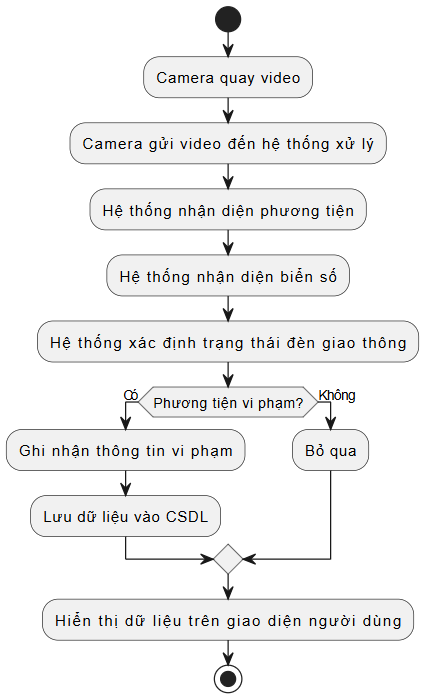 Camera quay video
Camera gửi video đến hệ thống xử lý
Hệ thống nhận diện phương tiện
Hệ thống nhận diện biển số
Hệ thống xác định trạng thái đèn giao thông
Có
Phương tiện vi phạm?
Không
Ghi nhận thông tin vi phạm
Bỏ qua
Lưu dữ liệu vào CSDL
Hiển thị dữ liệu trên giao diện người dùng